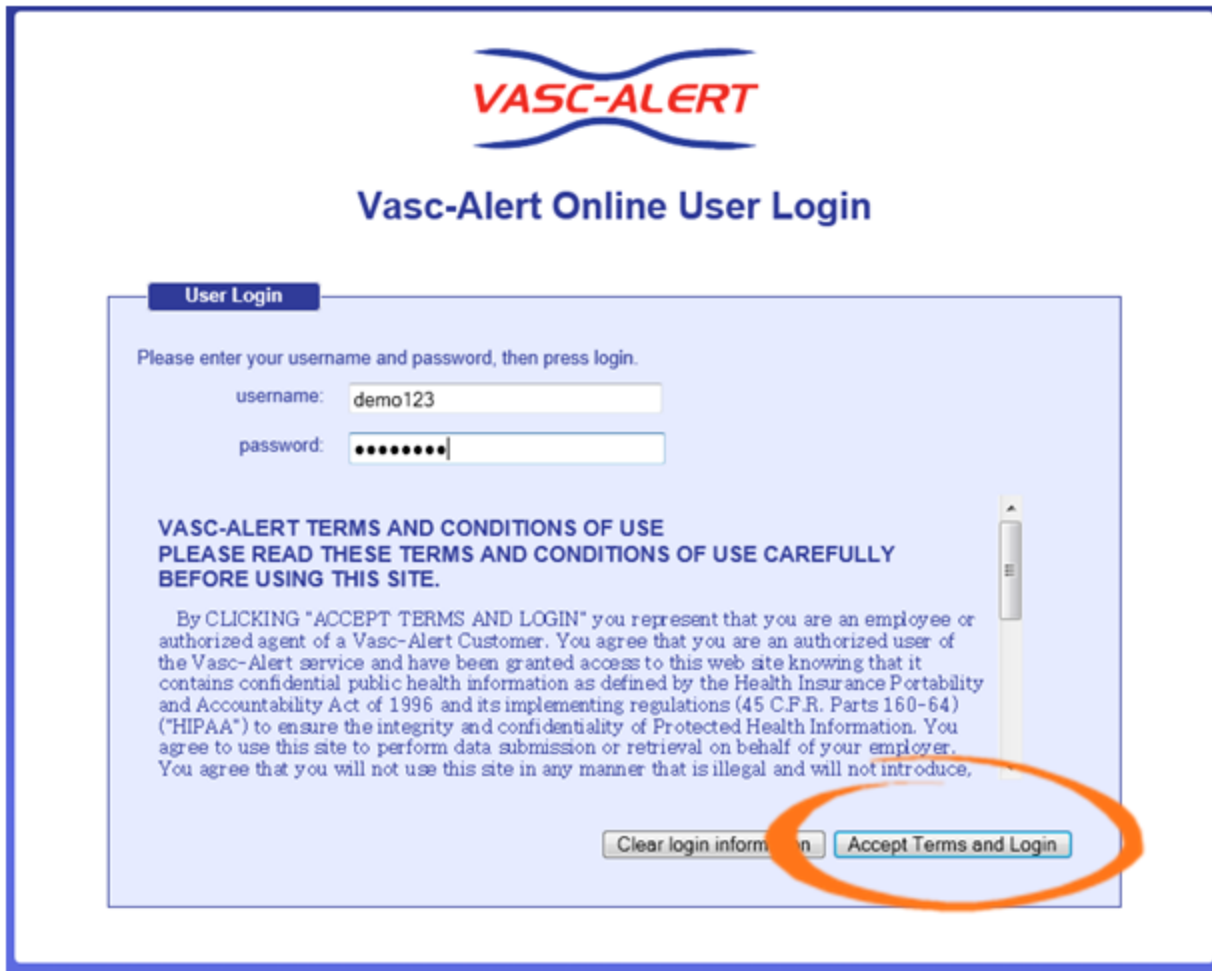 VASC-ALERT
Vasc-Alert Online User Login
User Login
Please enter your username and password, then press login.
username: demo123
password: ••••••••
VASC-ALERT TERMS AND CONDITIONS OF USE
PLEASE READ THESE TERMS AND CONDITIONS OF USE CAREFULLY
BEFORE USING THIS SITE.
By CLICKING "ACCEPT TERMS AND LOGIN" you represent that you are an employee or
authorized agent of a Vasc-Alert Customer. You agree that you are an authorized user of
the Vasc-Alert service and have been granted access to this web site knowing that it
contains confidential public health information as defined by the Health Insurance Portability
and Accountability Act of 1996 and its implementing regulations (45 C.F.R. Parts 160-64)
("HIPAA") to ensure the integrity and confidentiality of Protected Health Information. You
agree to use this site to perform data submission or retrieval on behalf of your employer.
You agree that you will not use this site in any manner that is illegal and will not introduce,
Clear login information Accept Terms and Login